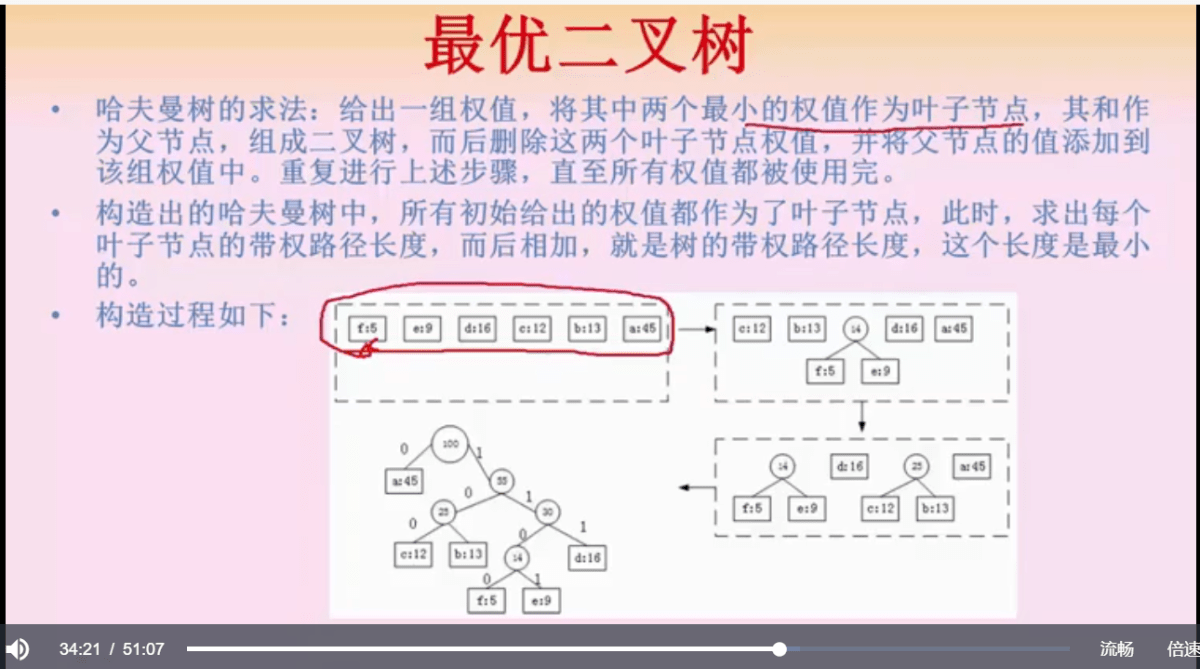 最优二叉树
• 哈夫曼树的求法：给出一组权值，将其中两个最小的权值作为叶子节点，其和作
为父节点，组成二叉树，而后删除这两个叶子节点权值，并将父节点的值添加到
该组权值中。重复进行上述步骤，直至所有权值都被使用完。
• 构造出的哈夫曼树中，所有初始给出的权值都作为了叶子节点，此时，求出每个
叶子节点的带权路径长度，而后相加，就是树的带权路径长度，这个长度是最小
的。
• 构造过程如下：
f:5 e:9 d:16 c:12 b:13 a:45
c:12 b:13 14 d:16 a:45
f:5 e:9
14 d:16 25 a:45
f:5 e:9 c:12 b:13
100
0 1
a:45 55
0 1
25 30
0 0 1
c:12 b:13 14 d:16
0 1
f:5 e:9
34:21 / 51:07 流畅 倍速